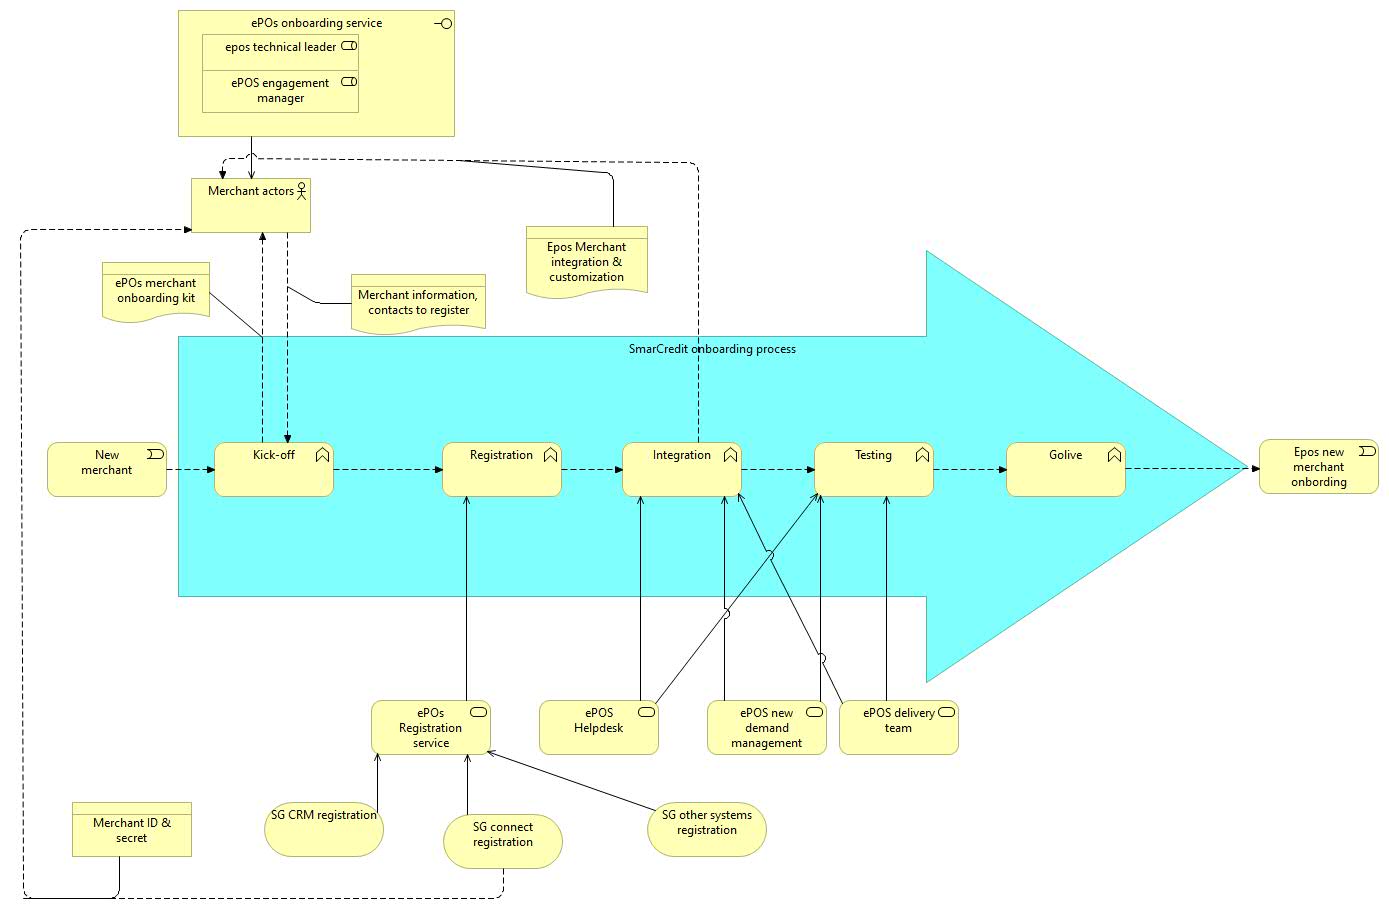 ePOs onboarding service
epos technical leader
ePOS engagement
manager
Merchant actors
Epos Merchant
integration &
customization
ePOs merchant
onboarding kit
Merchant information,
contacts to register
SmarCredit onboarding process
New
merchant
Kick-off
Registration
Integration
Testing
Golive
Epos new
merchant
onbording
ePOs
Registration
service
ePOS
Helpdesk
ePOS new
demand
management
ePOS delivery
team
Merchant ID &
secret
SG CRM registration
SG connect
registration
SG other systems
registration